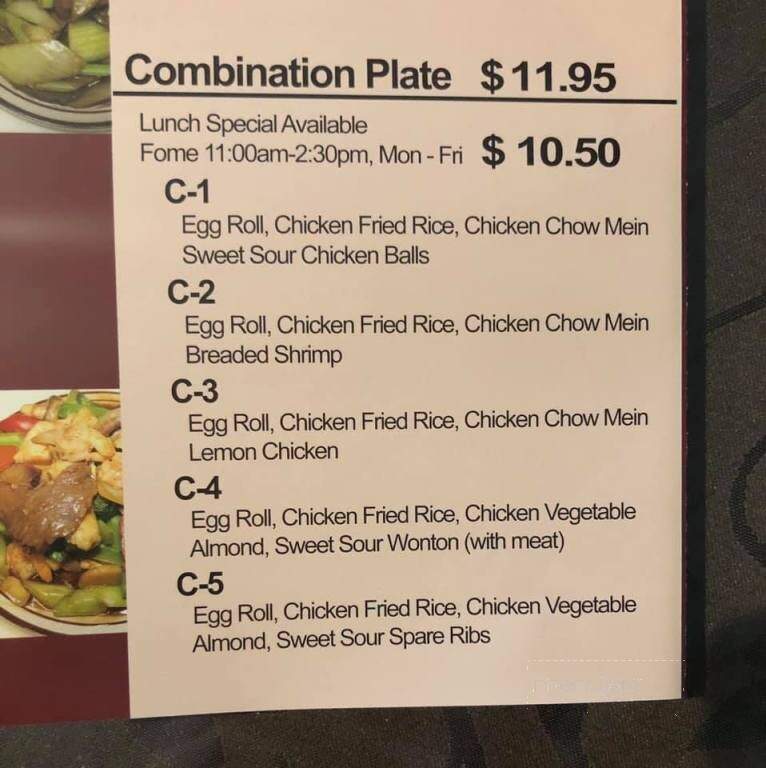 Combination Plate $ 11.95
Lunch Special Available
Fome 11:00am-2:30pm, Mon - Fri $ 10.50
C-1
Egg Roll, Chicken Fried Rice, Chicken Chow Mein
Sweet Sour Chicken Balls
C-2
Egg Roll, Chicken Fried Rice, Chicken Chow Mein
Breaded Shrimp
C-3
Egg Roll, Chicken Fried Rice, Chicken Chow Mein
Lemon Chicken
C-4
Egg Roll, Chicken Fried Rice, Chicken Vegetable
Almond, Sweet Sour Wonton (with meat)
C-5
Egg Roll, Chicken Fried Rice, Chicken Vegetable
Almond, Sweet Sour Spare Ribs